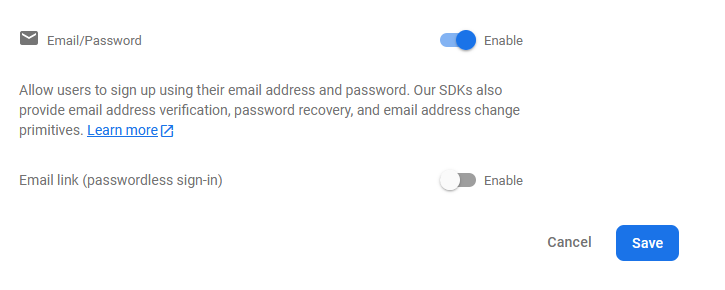 Email/Password
Enable
Allow users to sign up using their email address and password. Our SDKs also
provide email address verification, password recovery, and email address change
primitives. Learn more
Email link (passwordless sign-in)
Enable
Cancel
Save